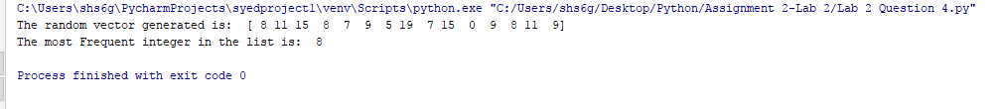 C:\Users\shs6g\PycharmProjects\syedproject1\venv\Scripts\python.exe "C:/Users/shs6g/Desktop/Python/Assignment 2-Lab 2/Lab 2 Question 4.py"
The random vector generated is:  [ 8 11 15  8  7  9  5 19  7 15  0  9  8 11  9]
The most Frequent integer in the list is:  8
Process finished with exit code 0